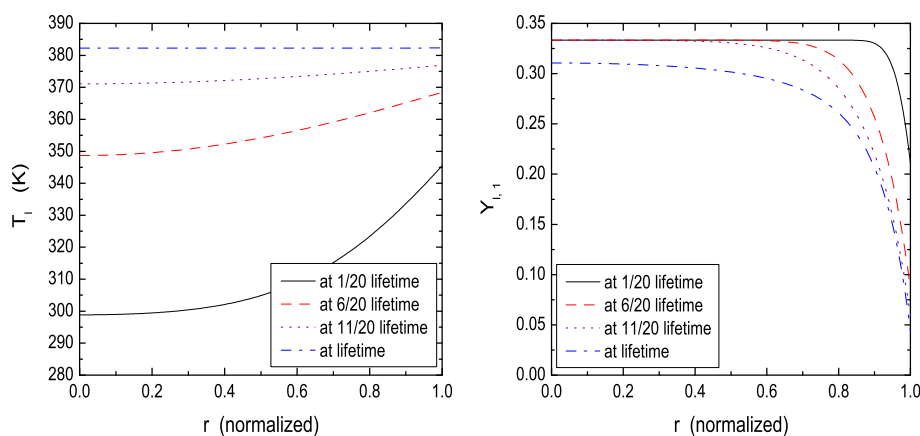 390
380
370
360
350
340
330
320
310
300
290
280
T_l (K)
0.0 0.2 0.4 0.6 0.8 1.0
r (normalized)
at 1/20 lifetime
at 6/20 lifetime
at 11/20 lifetime
at lifetime
0.35
0.30
0.25
0.20
0.15
0.10
0.05
0.00
Y_l, 1
0.0 0.2 0.4 0.6 0.8 1.0
r (normalized)
at 1/20 lifetime
at 6/20 lifetime
at 11/20 lifetime
at lifetime